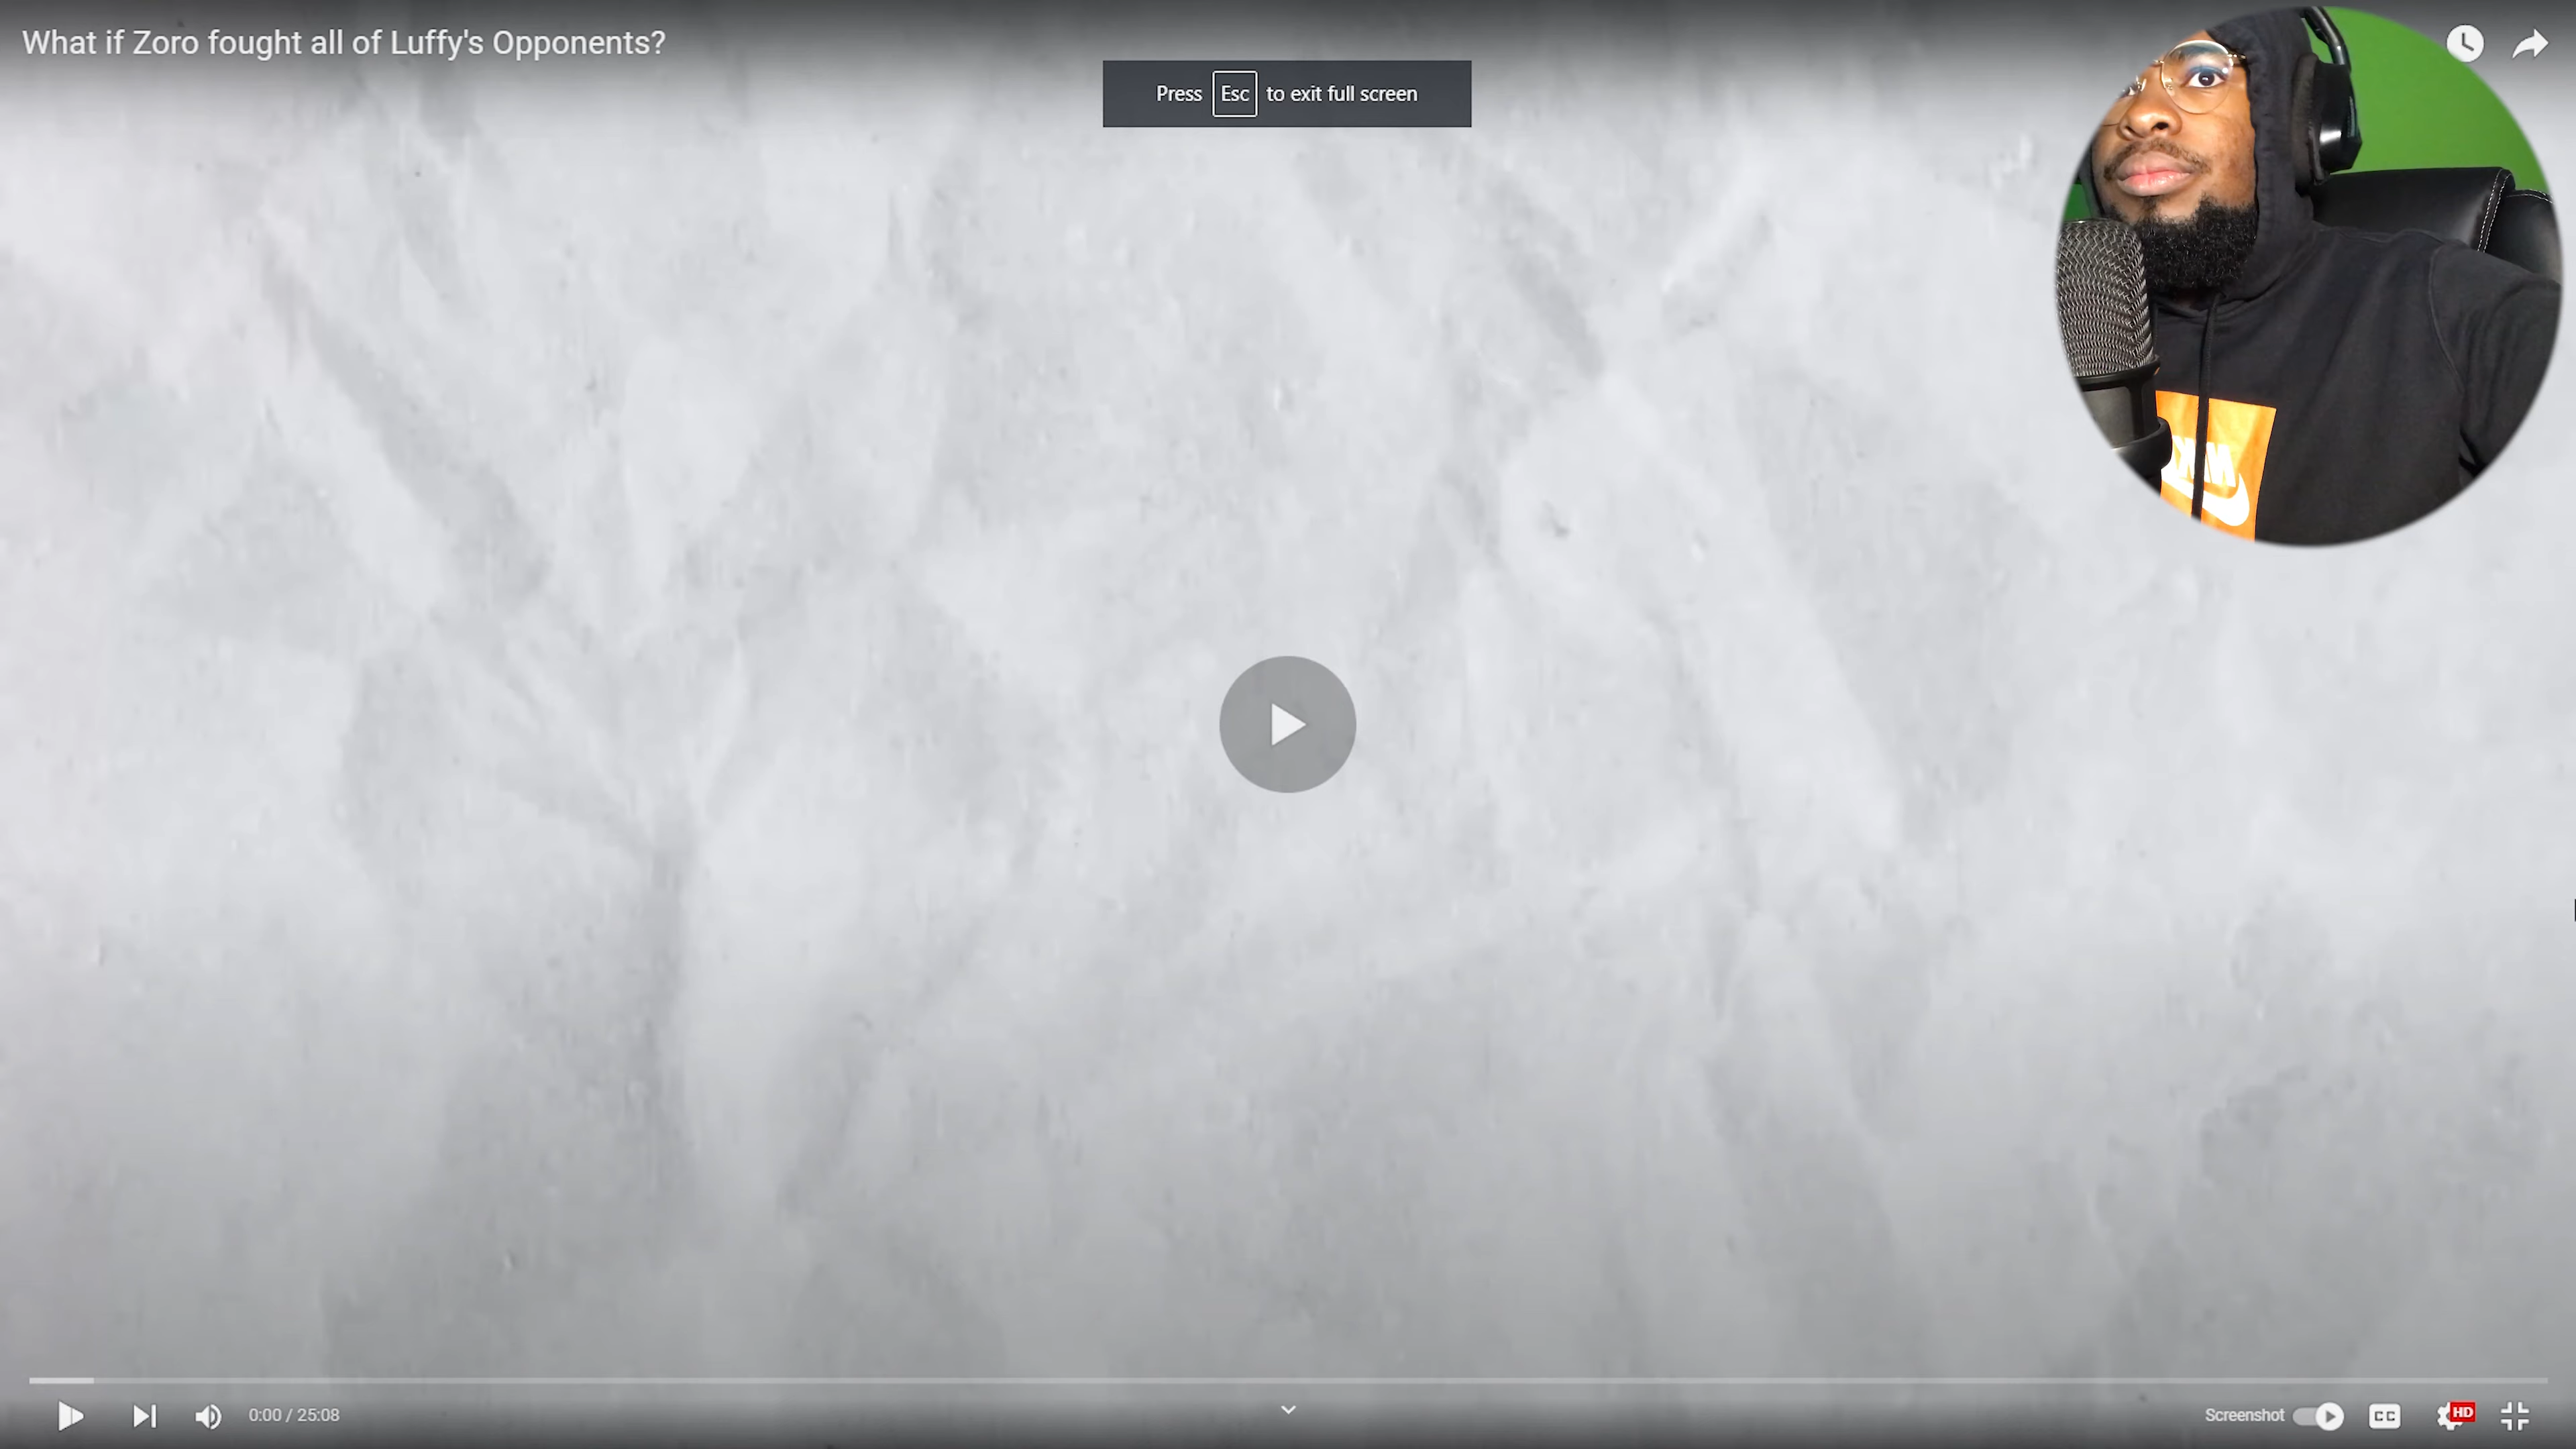 What if Zoro fought all of Luffy's Opponents?
Press Esc to exit full screen
0:00 / 25:08
Screenshot
CC
HD